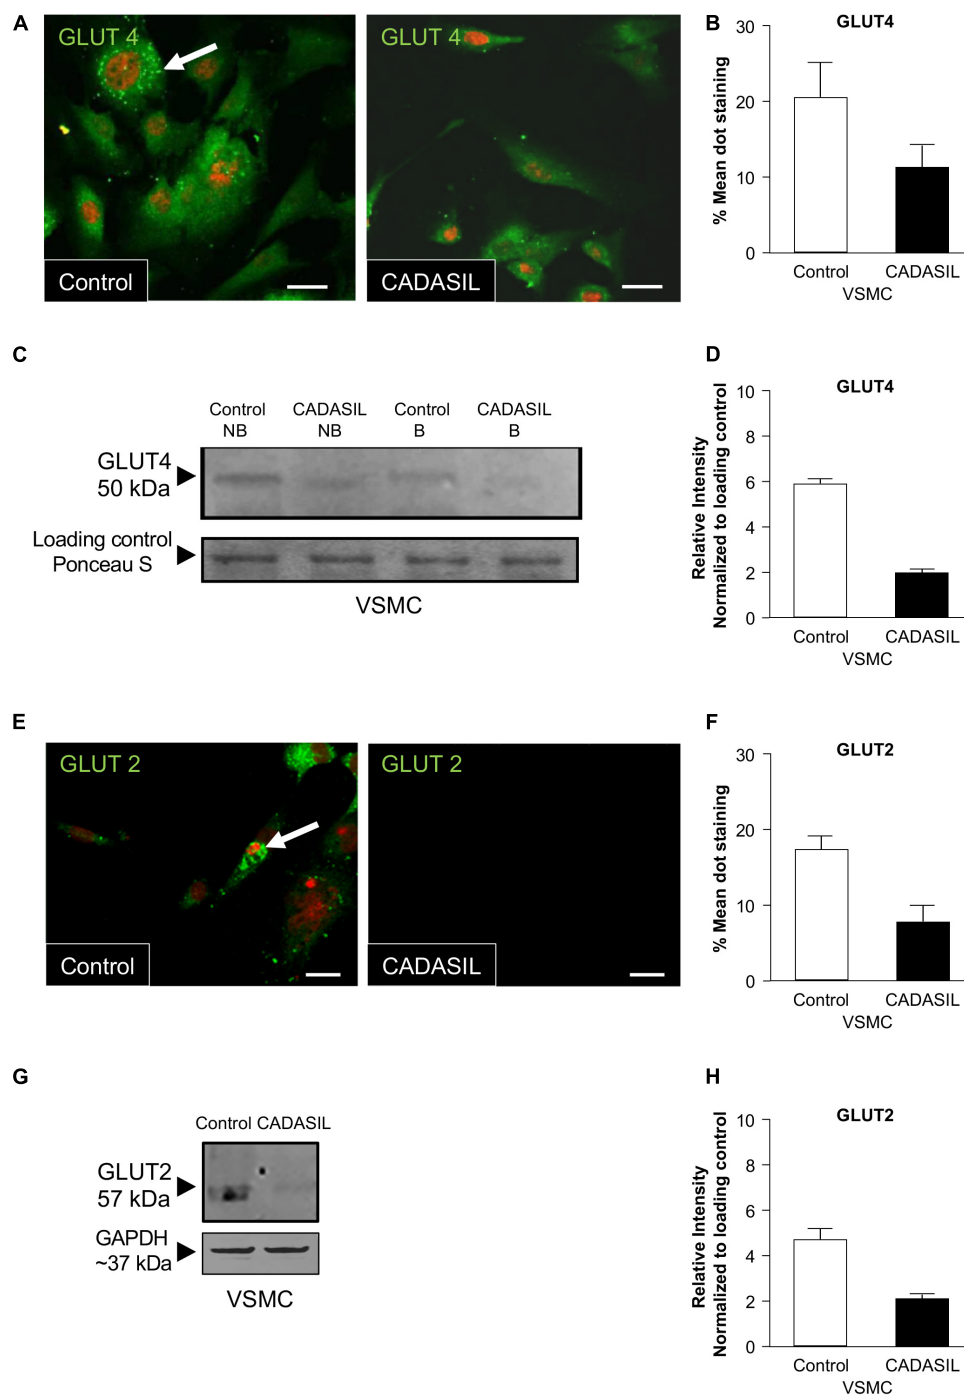 A
GLUT 4
Control
GLUT 4
CADASIL
B
GLUT4
% Mean dot staining
30
20
10
0
Control
CADASIL
VSMC
C
Control
NB
CADASIL
NB
Control
B
CADASIL
B
GLUT4
50 kDa
Loading control
Ponceau S
VSMC
D
GLUT4
Relative Intensity
Normalized to loading control
10
8
6
4
2
0
Control
CADASIL
VSMC
E
GLUT 2
Control
GLUT 2
CADASIL
F
GLUT2
% Mean dot staining
30
20
10
0
Control
CADASIL
VSMC
G
Control CADASIL
GLUT2
57 kDa
GAPDH
~37 kDa
VSMC
H
GLUT2
Relative Intensity
Normalized to loading control
10
8
6
4
2
0
Control
CADASIL
VSMC